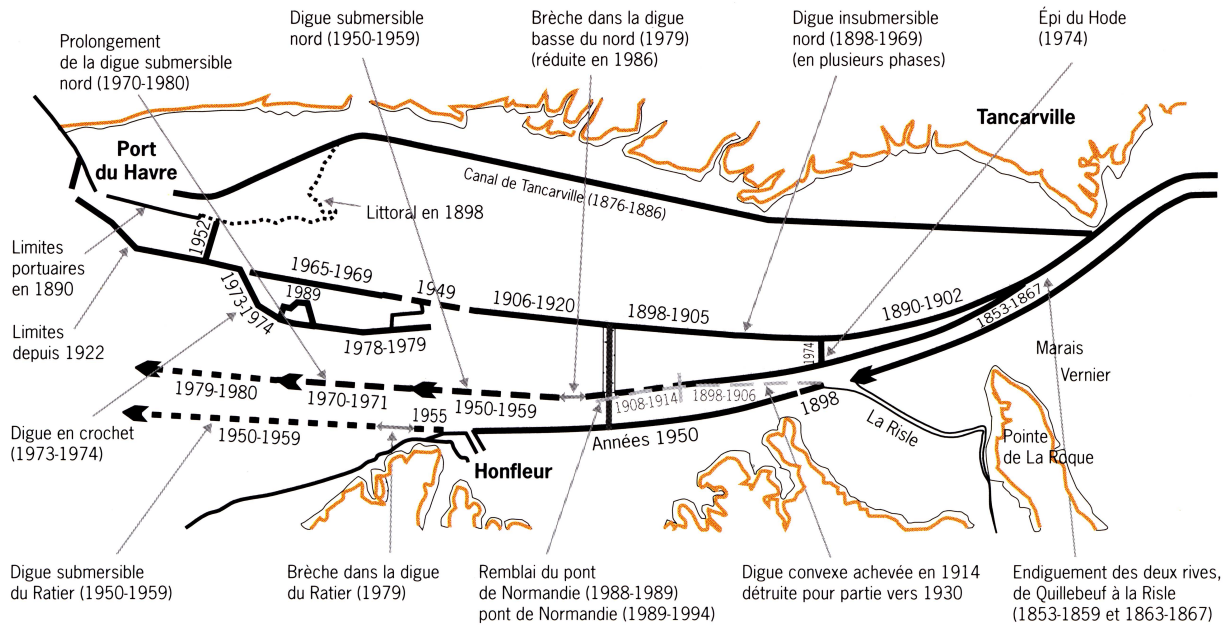 Prolongement
de la digue submersible
nord (1970-1980)
Digue submersible
nord (1950-1959)
Brèche dans la digue
basse du nord (1979)
(réduite en 1986)
Digue insubmersible
nord (1898-1969)
(en plusieurs phases)
Épi du Hode
(1974)
Tancarville
Port
du Havre
Canal de Tancarville (1876-1886)
Littoral en 1898
1952
Limites
portuaires
en 1890
1965-1969
1949
1906-1920
1898-1905
1890-1902
1853-1867
1973-1974
1989
1978-1979
1974
Limites
depuis 1922
Marais
Vernier
1979-1980
1970-1971
1950-1959
1908-1914
1898-1906
1898
1955
1950-1959
Années 1950
La Risle
Digue en crochet
(1973-1974)
Honfleur
Pointe
de La Roque
Digue submersible
du Ratier (1950-1959)
Brèche dans la digue
du Ratier (1979)
Remblai du pont
de Normandie (1988-1989)
pont de Normandie (1989-1994)
Digue convexe achevée en 1914
détruite pour partie vers 1930
Endiguement des deux rives,
de Quillebeuf à la Risle
(1853-1859 et 1863-1867)